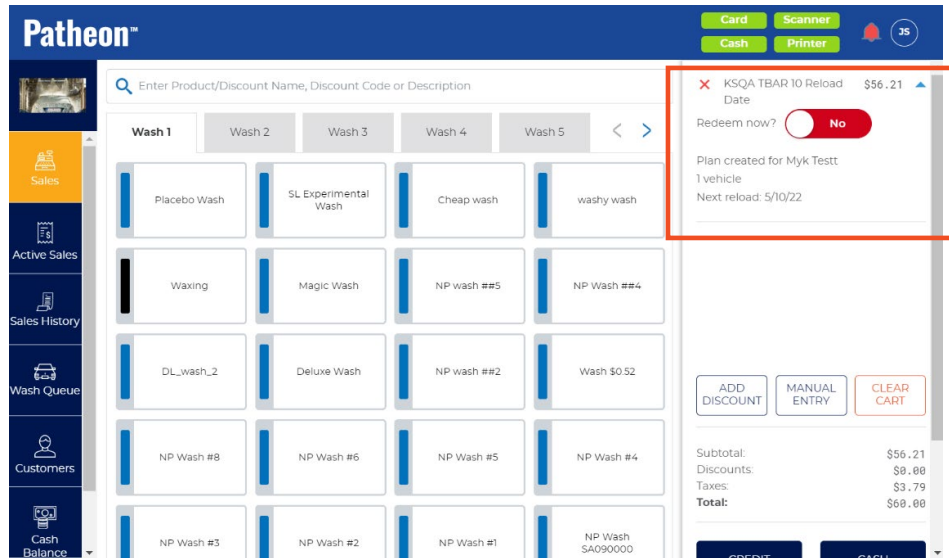 Patheon™
Card
Scanner
Cash
Printer
JS
Enter Product/Discount Name, Discount Code or Description
Wash 1
Wash 2
Wash 3
Wash 4
Wash 5
Sales
Active Sales
Sales History
Wash Queue
Customers
Cash
Balance
Placebo Wash
SL Experimental
Wash
Cheap wash
washy wash
Waxing
Magic Wash
NP wash ##5
NP Wash ##4
DL_wash_2
Deluxe Wash
NP wash ##2
Wash $0.52
NP Wash #8
NP Wash #6
NP Wash #5
NP Wash #4
NP Wash #3
NP Wash #2
NP Wash #1
NP Wash
SA090000
KSQA TBAR 10 Reload
Date
$56.21
Redeem now?
No
Plan created for Myk Testt
1 vehicle
Next reload: 5/10/22
ADD
DISCOUNT
MANUAL
ENTRY
CLEAR
CART
Subtotal: $56.21
Discounts: $0.00
Taxes: $3.79
Total: $60.00
CREDIT
CASH